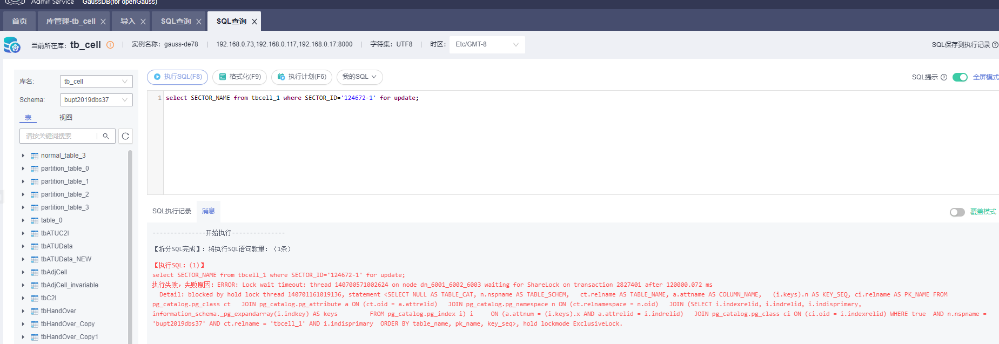 Admin Service GaussDB(for openGauss)
首页 库管理-tb_cell 导入 SQL查询 SQL查询
当前所在库: tb_cell 实例名称: gauss-de78 192.168.0.73,192.168.0.117,192.168.0.17:8000 字符集: UTF8 时区: Etc/GMT-8 SQL保存到执行记录
库名: tb_cell
Schema: bupt2019dbs37
表 视图
请按关键词搜索
normal_table_3
partition_table_0
partition_table_1
partition_table_2
partition_table_3
table_0
tbATUC2I
tbATUData
tbATUData_NEW
tbAdjCell
tbAdjCell_invariable
tbC2I
tbHandOver
tbHandOver_Copy
tbHandOver_Copy1
执行SQL(F8) 格式化(F9) 执行计划(F6) 我的SQL SQL提示 全屏模式
1 select SECTOR_NAME from tbcell_1 where SECTOR_ID='124672-1' for update;
SQL执行记录 消息 覆盖模式
---------------开始执行---------------
【拆分SQL完成】: 将执行SQL语句数量: (1条)
【执行SQL: (1)】
select SECTOR_NAME from tbcell_1 where SECTOR_ID='124672-1' for update;
执行失败, 失败原因: ERROR: Lock wait timeout: thread 140700571002624 on node dn_6001_6002_6003 waiting for ShareLock on transaction 2827401 after 120000.072 ms
Detail: blocked by hold lock thread 140701161019136, statement <SELECT NULL AS TABLE_CAT, n.nspname AS TABLE_SCHEM, ct.relname AS TABLE_NAME, a.attname AS COLUMN_NAME, (i.keys).n AS KEY_SEQ, ci.relname AS PK_NAME FROM
pg_catalog.pg_class ct JOIN pg_catalog.pg_attribute a ON (ct.oid = a.attrelid) JOIN pg_catalog.pg_namespace n ON (ct.relnamespace = n.oid) JOIN (SELECT i.indexrelid, i.indrelid, i.indisprimary,
information_schema._pg_expandarray(i.indkey) AS keys FROM pg_catalog.pg_index i) i ON (a.attnum = (i.keys).x AND a.attrelid = i.indrelid) JOIN pg_catalog.pg_class ci ON (ci.oid = i.indexrelid) WHERE true AND n.nspname =
'bupt2019dbs37' AND ct.relname = 'tbcell_1' AND i.indisprimary ORDER BY table_name, pk_name, key_seq>, hold lockmode ExclusiveLock.